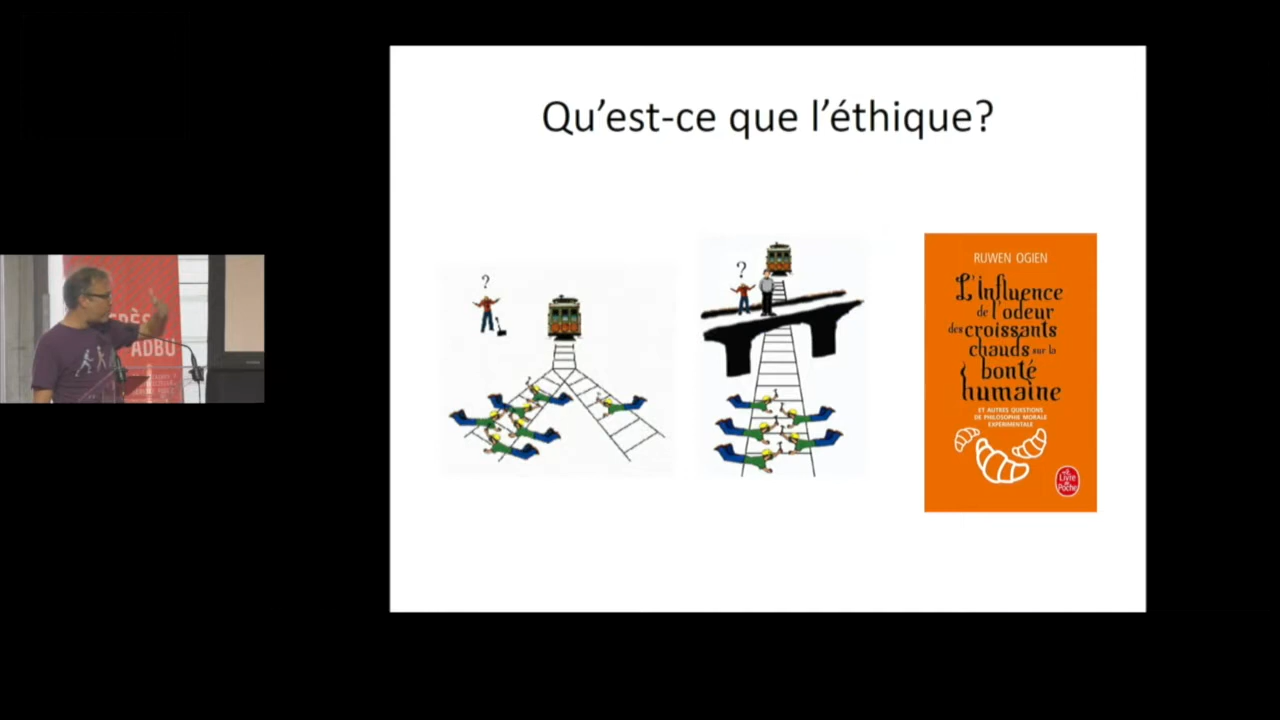 Qu’est-ce que l’éthique?
?
?
RUWEN OGIEN
L’influence
de l’odeur
des croissants
chauds sur la
bonté
humaine
ET AUTRES QUESTIONS
DE PHILOSOPHIE MORALE
EXPÉRIMENTALE
Le
Livre
de
Poche
ADBU